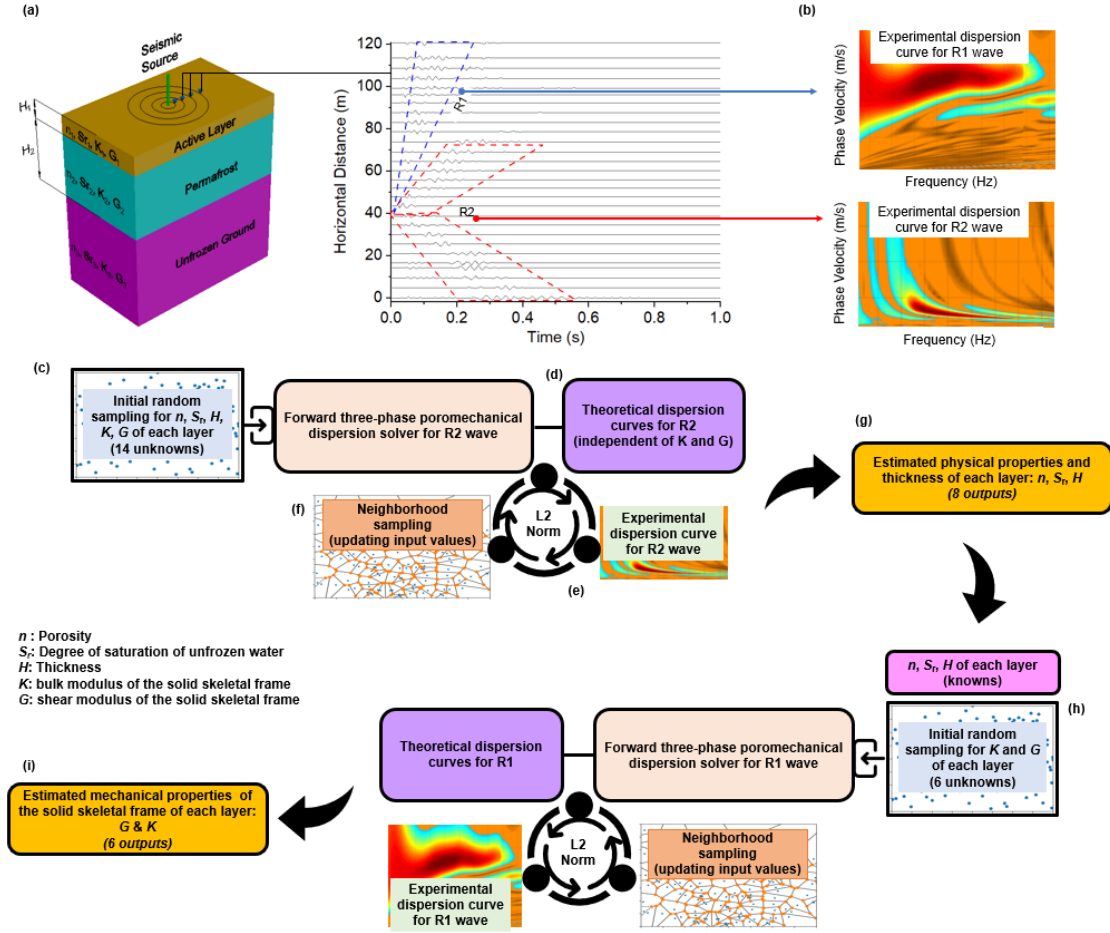 (a)
Seismic
Source
H1
H2
n1, Sr1, K1, G1
Active Layer
n2, Sr2, K2, G2
Permafrost
n3, Sr3, K3, G3
Unfrozen Ground
Horizontal Distance (m)
120
100
80
60
40
20
0
0.0
0.2
0.4
0.6
0.8
1.0
Time (s)
R1
R2
(b)
Experimental dispersion
curve for R1 wave
Phase Velocity (m/s)
Frequency (Hz)
Experimental dispersion
curve for R2 wave
Phase Velocity (m/s)
Frequency (Hz)
(c)
Initial random
sampling for n, Sr, H,
K, G of each layer
(14 unknowns)
Forward three-phase poromechanical
dispersion solver for R2 wave
(d)
Theoretical dispersion
curves for R2
(independent of K and G)
(f)
Neighborhood
sampling
(updating input values)
L2
Norm
Experimental
dispersion curve
for R2 wave
(e)
(g)
Estimated physical properties and
thickness of each layer: n, Sr, H
(8 outputs)
n : Porosity
Sr: Degree of saturation of unfrozen water
H: Thickness
K: bulk modulus of the solid skeletal frame
G: shear modulus of the solid skeletal frame
n, Sr, H of each layer
(knowns)
(h)
Initial random
sampling for K and G
of each layer
(6 unknowns)
Forward three-phase poromechanical
dispersion solver for R1 wave
Theoretical dispersion
curves for R1
L2
Norm
Neighborhood
sampling
(updating input values)
Experimental
dispersion curve
for R1 wave
(i)
Estimated mechanical properties of
the solid skeletal frame of each layer:
G & K
(6 outputs)